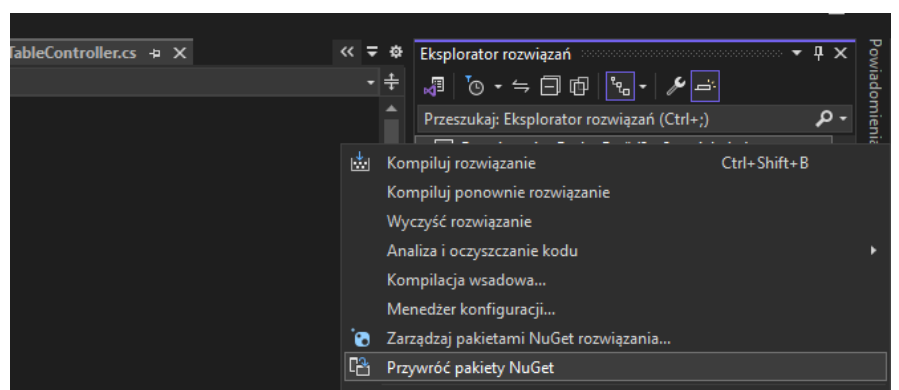 TableController.cs
Eksplorator rozwiązań
Przeszukaj: Eksplorator rozwiązań (Ctrl+;)
Powiadomienia
Kompiluj rozwiązanie Ctrl+Shift+B
Kompiluj ponownie rozwiązanie
Wyczyść rozwiązanie
Analiza i oczyszczanie kodu
Kompilacja wsadowa...
Menedżer konfiguracji...
Zarządzaj pakietami NuGet rozwiązania...
Przywróć pakiety NuGet